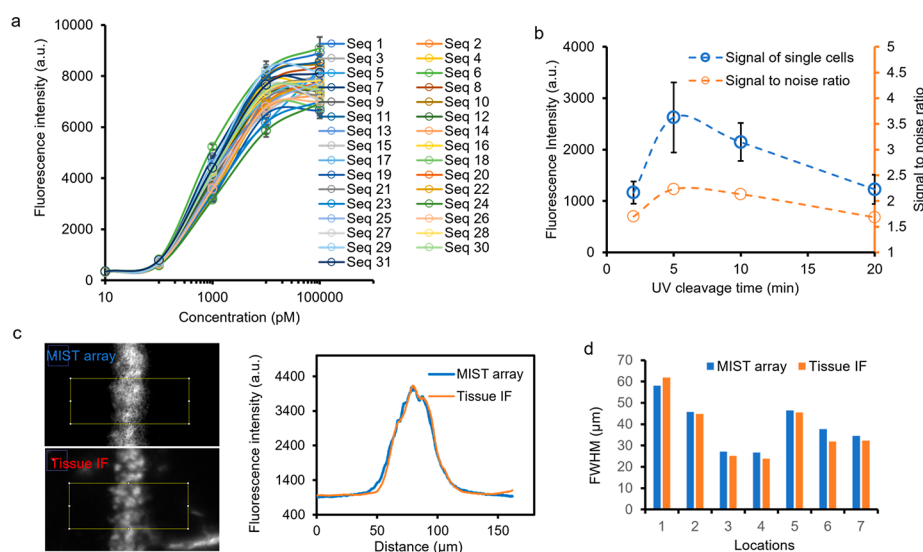 a
10000
8000
6000
4000
2000
0
10
1000
100000
Fluorescence intensity (a.u.)
Concentration (pM)
Seq 1 Seq 2
Seq 3 Seq 4
Seq 5 Seq 6
Seq 7 Seq 8
Seq 9 Seq 10
Seq 11 Seq 12
Seq 13 Seq 14
Seq 15 Seq 16
Seq 17 Seq 18
Seq 19 Seq 20
Seq 21 Seq 22
Seq 23 Seq 24
Seq 25 Seq 26
Seq 27 Seq 28
Seq 29 Seq 30
Seq 31
b
4000
3000
2000
1000
0
Fluorescence Intensity (a.u.)
Signal of single cells
Signal to noise ratio
5
4.5
4
3.5
3
2.5
2
1.5
1
Signal to noise ratio
0 5 10 15 20
UV cleavage time (min)
c
MIST array
Tissue IF
4400
3400
2400
1400
400
Fluorescence intensity (a.u.)
MIST array
Tissue IF
0 50 100 150
Distance (µm)
d
70
60
50
40
30
20
10
0
FWHM (µm)
MIST array Tissue IF
1 2 3 4 5 6 7
Locations